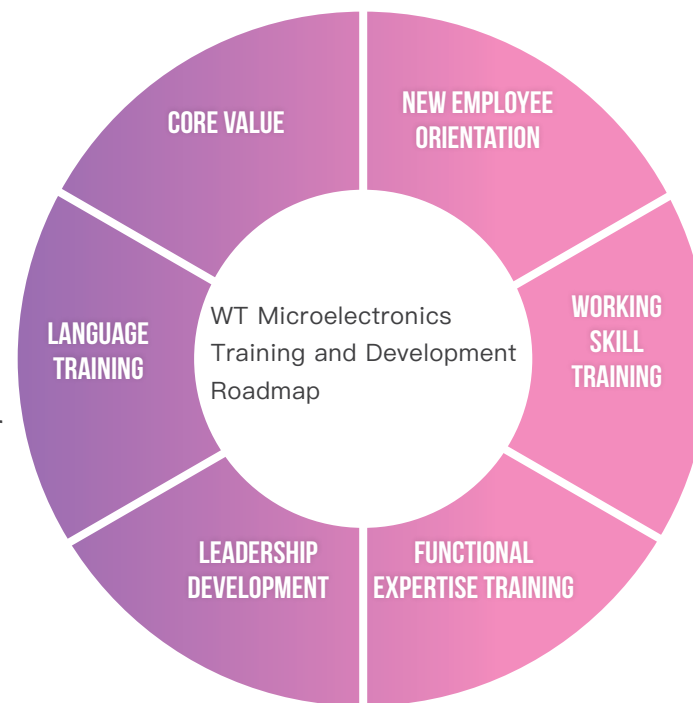 CORE VALUE
NEW EMPLOYEE
ORIENTATION
WORKING
SKILL
TRAINING
FUNCTIONAL
EXPERTISE TRAINING
LEADERSHIP
DEVELOPMENT
LANGUAGE
TRAINING
WT Microelectronics
Training and Development
Roadmap